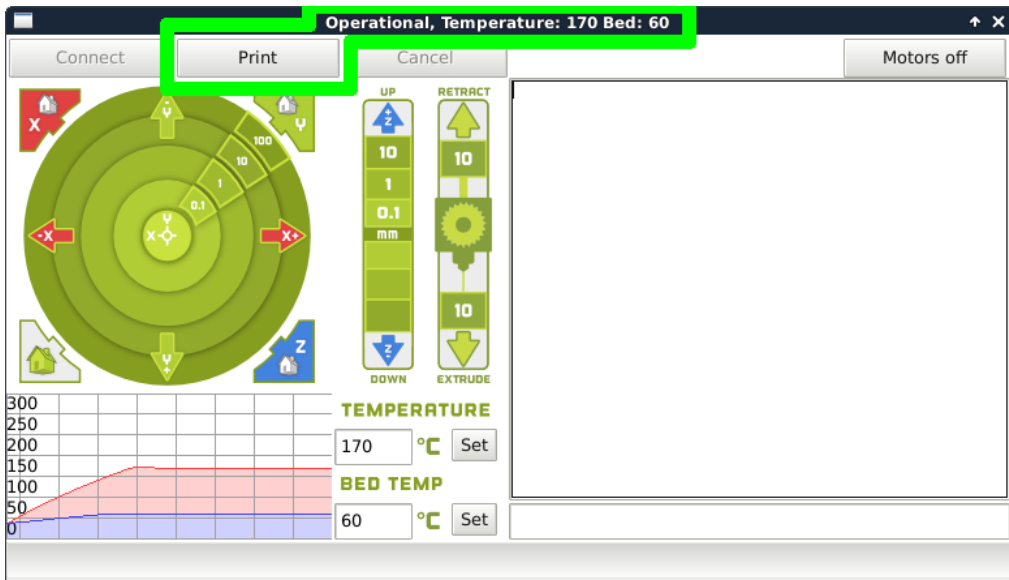 Operational, Temperature: 170 Bed: 60
Connect Print Cancel Motors off
X Y
-Y
100
10
1
0.1
Y
X
-X X+
Y+
Z
UP RETRACT
+Z
10 10
1
0.1
mm
10
Z-
DOWN EXTRUDE
300
250
200
150
100
50
0
TEMPERATURE
170 °C Set
BED TEMP
60 °C Set